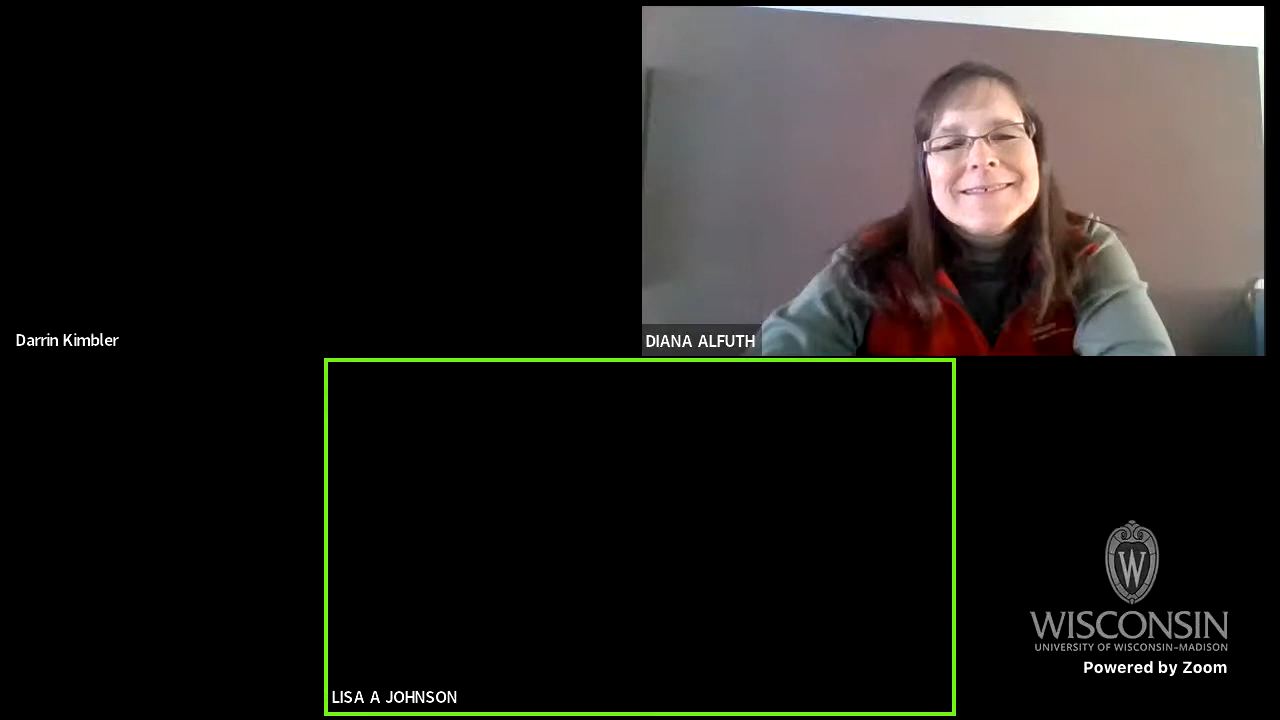 Darrin Kimbler
DIANA ALFUTH
LISA A JOHNSON
W
WISCONSIN
UNIVERSITY OF WISCONSIN–MADISON
Powered by Zoom